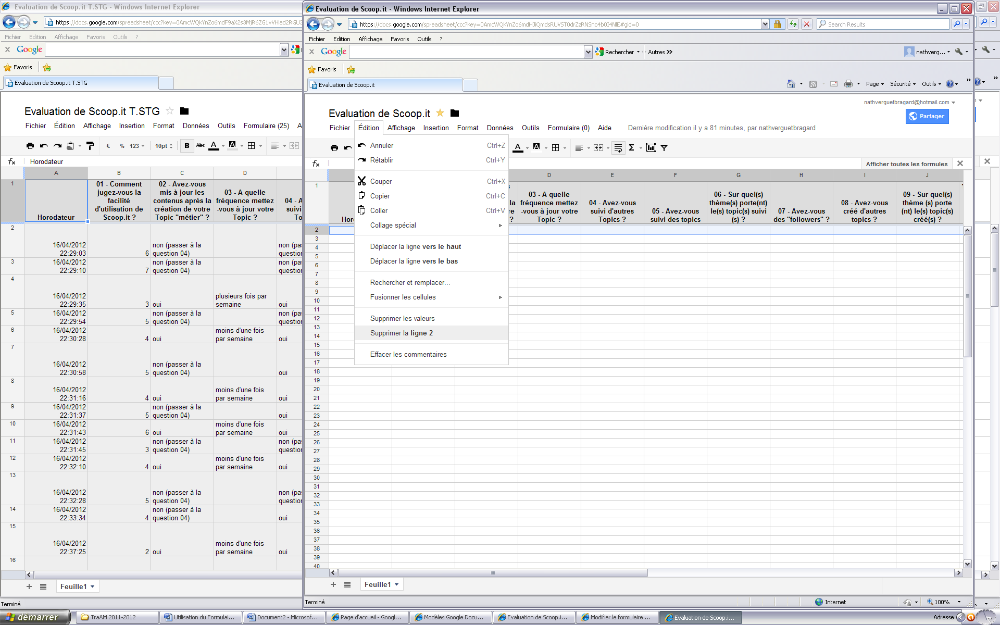 Evaluation de Scoop.it T.STG - Windows Internet Explorer
https://docs.google.com/spreadsheet/ccc?key=0AmcWQkYnZo6mdF9aX2s3MjR6ZG1vVHlad2RGU3
Fichier Edition Affichage Favoris Outils ?
x Google
Favoris
Evaluation de Scoop.it T.STG
Evaluation de Scoop.it T.STG
Fichier Édition Affichage Insertion Format Données Outils Formulaire (25) A
€ % 123 10pt B Abc A A
fx Horodateur
A B C D
1 Horodateur
01 - Comment jugez-vous la facilité d'utilisation de Scoop.it ?
02 - Avez-vous mis à jour les contenus après la création de votre Topic "métier" ?
03 - A quelle fréquence mettez-vous à jour votre Topic ?
04 - A
suivi
To
2 16/04/2012 22:29:03 6 non (passer à la question 04) non (pas question
3 16/04/2012 22:29:10 7 non (passer à la question 04) non (pas question
4 16/04/2012 22:29:35 3 oui plusieurs fois par semaine oui
5 16/04/2012 22:29:54 5 non (passer à la question 04) non (pas question
6 16/04/2012 22:30:28 4 oui moins d'une fois par semaine oui
7 16/04/2012 22:30:58 5 non (passer à la question 04) oui
8 16/04/2012 22:31:16 4 oui moins d'une fois par semaine oui
9 16/04/2012 22:31:37 5 non (passer à la question 04) oui
10 16/04/2012 22:31:43 6 oui moins d'une fois par semaine oui
11 16/04/2012 22:31:45 3 non (passer à la question 04) non (pas question
12 16/04/2012 22:32:10 4 oui moins d'une fois par semaine oui
13 16/04/2012 22:32:28 5 non (passer à la question 04) non (pas question
14 16/04/2012 22:33:34 4 non (passer à la question 04) oui
15 16/04/2012 22:37:25 2 oui moins d'une fois par semaine oui
16
+ Feuille1
Terminé
Evaluation de Scoop.it - Windows Internet Explorer
https://docs.google.com/spreadsheet/ccc?key=0AmcWQkYnZo6mdHJiQmdsRUVST0drZzRNSno4b0I4NlE#gid=0
Search Results
Fichier Edition Affichage Favoris Outils ?
x Google Rechercher Autres >> nathverg...
Favoris
Evaluation de Scoop.it
Page Sécurité Outils
nathverguetbragard@hotmail.com
Evaluation de Scoop.it
Partager
Fichier Édition Affichage Insertion Format Données Outils Formulaire (0) Aide Dernière modification il y a 81 minutes, par nathverguetbragard
A A Σ
fx Afficher toutes les formules
Annuler Ctrl+Z
Rétablir Ctrl+Y
Couper Ctrl+X
Copier Ctrl+C
Coller Ctrl+V
Collage spécial
Déplacer la ligne vers le haut
Déplacer la ligne vers le bas
Rechercher et remplacer...
Fusionner les cellules
Supprimer les valeurs
Supprimer la ligne 2
Effacer les commentaires
D E F G H I J
1 Horo
s
la
re
?
03 - A quelle fréquence mettez-vous à jour votre Topic ?
04 - Avez-vous suivi d'autres Topics ?
05 - Avez-vous suivi des topics
06 - Sur quel(s) thème(s) porte(nt) le(s) topic(s) suivi(s) ?
07 - Avez-vous des "followers" ?
08 - Avez-vous créé d'autres topics ?
09 - Sur quel(s) thème (s) porte(nt) le(s) topic(s) créé(s) ?
2
3
4
5
6
7
8
9
10
11
12
13
14
15
16
17
18
19
20
21
22
23
24
25
26
27
28
29
30
31
32
33
34
35
36
37
38
39
40
+ Feuille1
Terminé Internet 100%
démarrer
TraAM 2011-2012
Utilisation du Formulai...
Document2 - Microsof...
Page d'accueil - Googl...
Modèles Google Docu...
Evaluation de Scoop.i...
Modifier le formulaire ...
Evaluation de Scoop.i...
Adresse